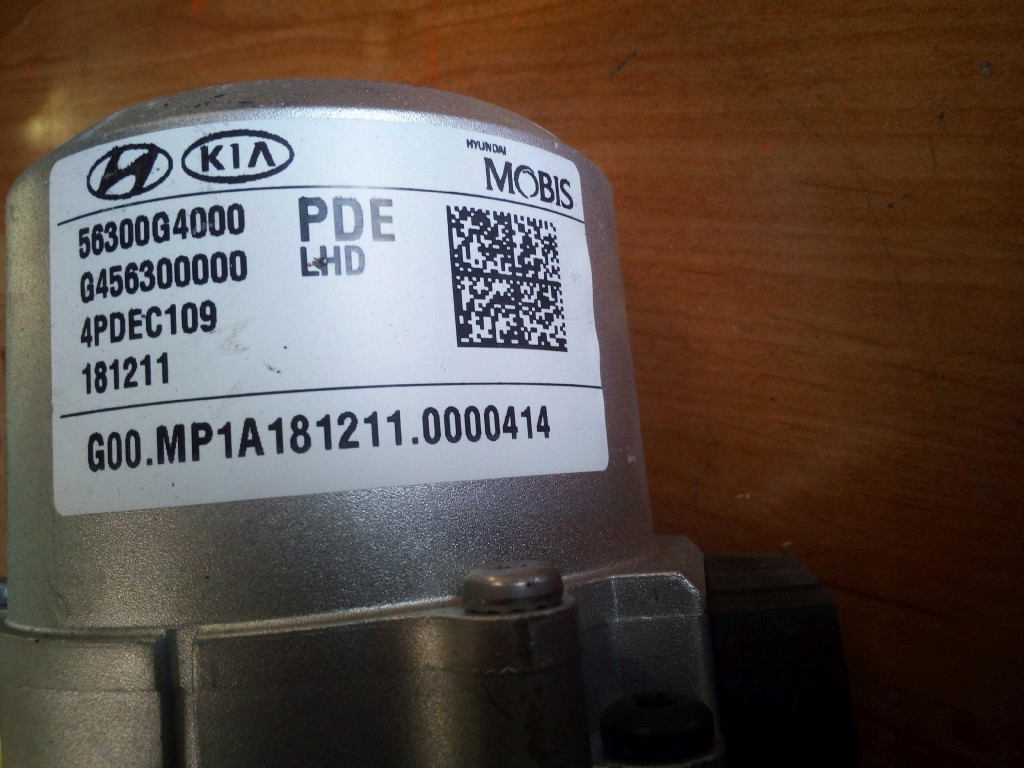 KIA
HYUNDAI
MOBIS
56300G4000
PDE
G456300000
LHD
4PDEC109
181211
G00.MP1A181211.0000414